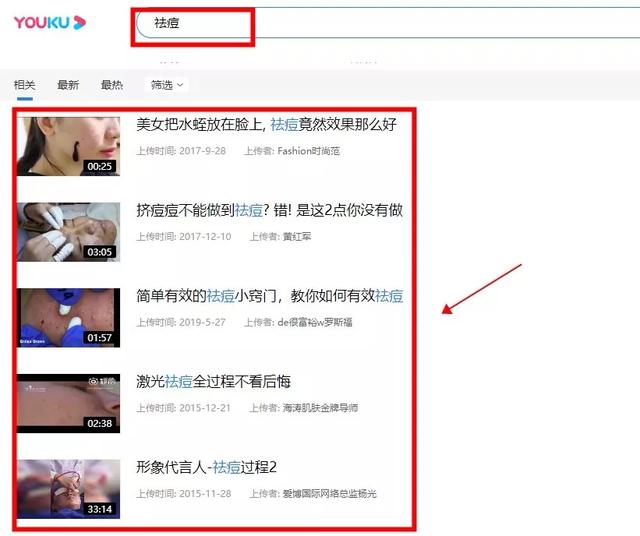 YOUKU
祛痘
相关 最新 最热 筛选
美女把水蛭放在脸上, 祛痘竟然效果那么好
上传时间: 2017-9-28 上传者: Fashion时尚范
00:25
挤痘痘不能做到祛痘? 错! 是这2点你没有做
上传时间: 2017-12-10 上传者: 黄红军
03:05
简单有效的祛痘小窍门，教你如何有效祛痘
上传时间: 2019-5-27 上传者: de很富裕w罗斯福
01:57
激光祛痘全过程不看后悔
上传时间: 2015-12-21 上传者: 海涛肌肤金牌导师
02:38
形象代言人-祛痘过程2
上传时间: 2015-11-28 上传者: 爱博国际网络总监杨光
33:14